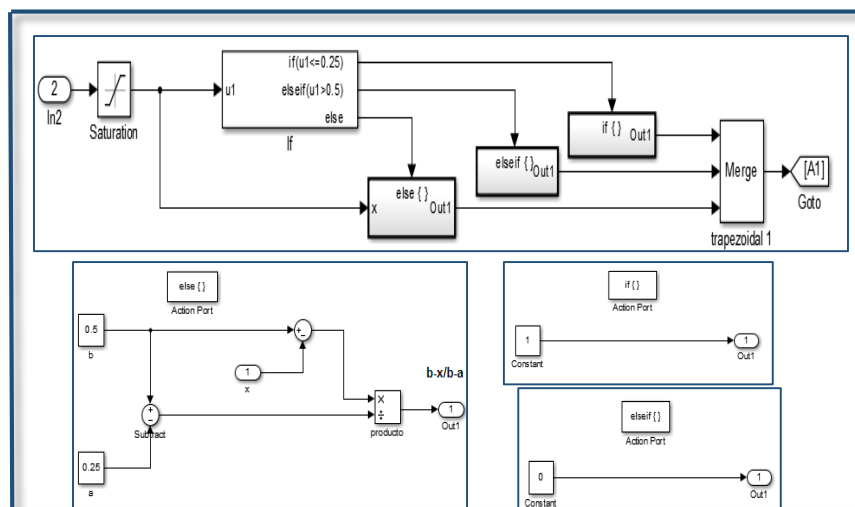 if(u1<=0.25)
2
u1
elseif(u1>0.5)
In2
else
Saturation
If
if { }
Out1
elseif { }
Out1
Merge
[A1]
Goto
else { }
x
Out1
trapezoidal 1
else { }
Action Port
0.5
b
+
-
1
x
b-x/b-a
×
÷
producto
1
Out1
+
-
Subtract
0.25
a
if { }
Action Port
1
Constant
1
Out1
elseif { }
Action Port
0
Constant
1
Out1